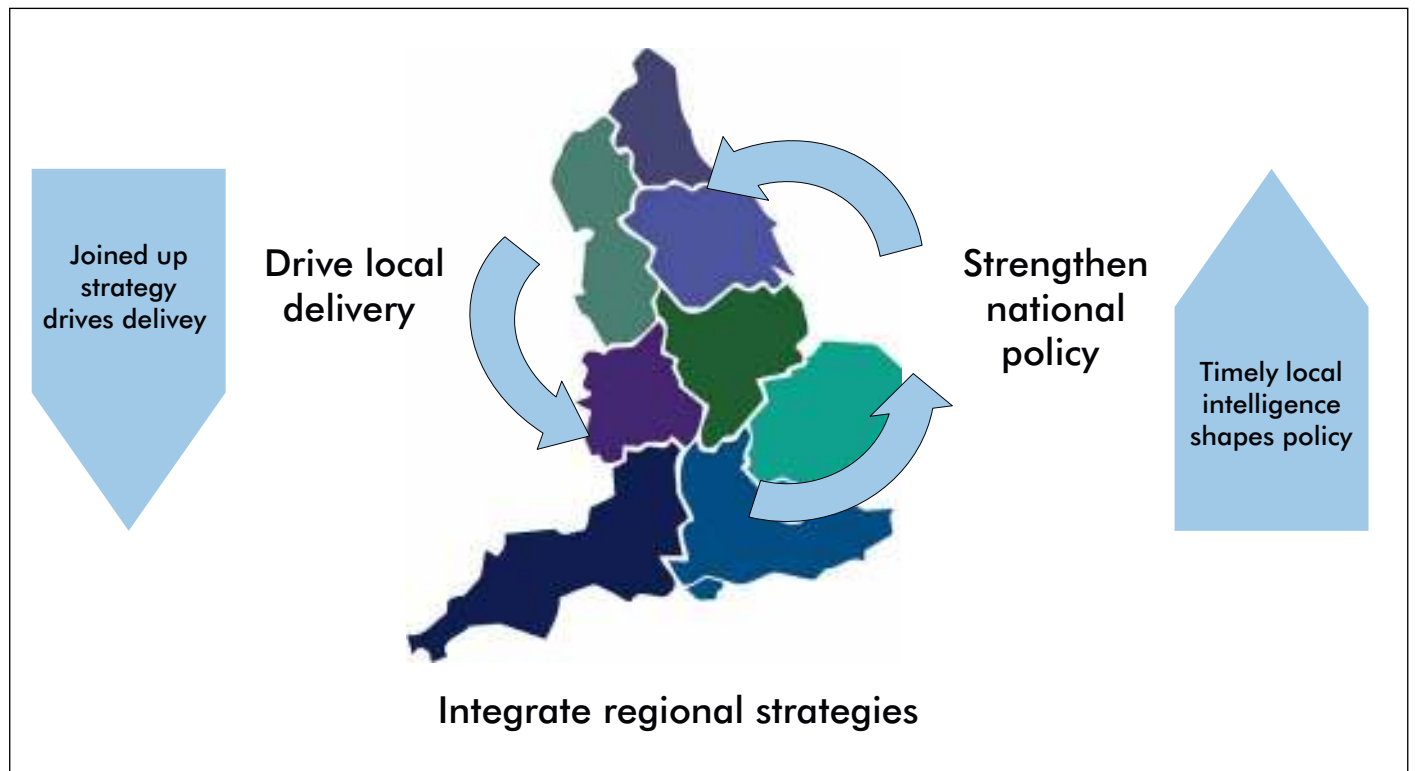 Joined up
strategy
drives delivey
Drive local
delivery
Strengthen
national
policy
Timely local
intelligence
shapes policy
Integrate regional strategies